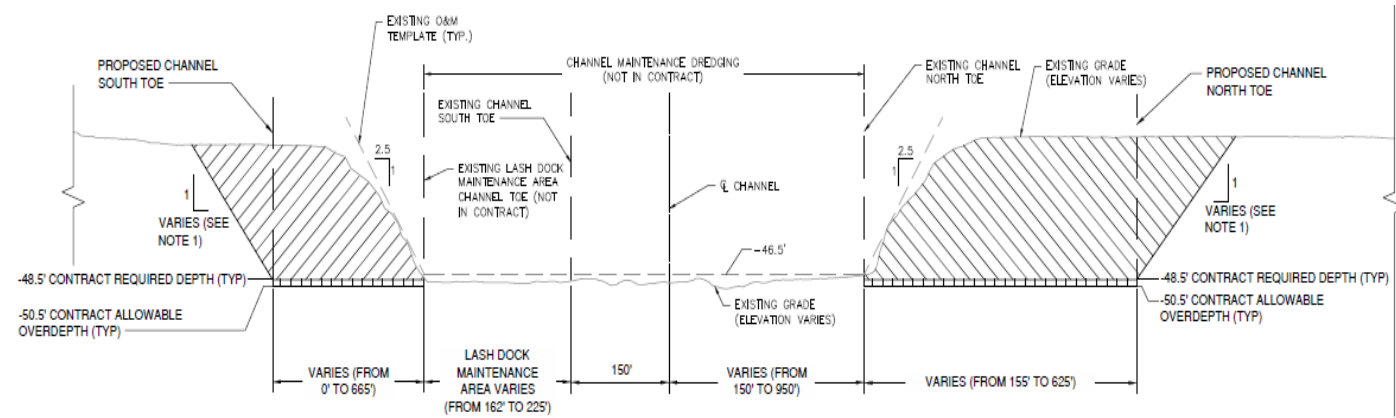 EXISTING O&M
TEMPLATE (TYP.)
PROPOSED CHANNEL
SOUTH TOE
CHANNEL MAINTENANCE DREDGING
(NOT IN CONTRACT)
EXISTING CHANNEL
NORTH TOE
EXISTING GRADE
(ELEVATION VARIES)
PROPOSED CHANNEL
NORTH TOE
EXISTING CHANNEL
SOUTH TOE
2.5
1
EXISTING LASH DOCK
MAINTENANCE AREA
CHANNEL TOE (NOT
IN CONTRACT)
℄ CHANNEL
2.5
1
1
VARIES (SEE
NOTE 1)
1
VARIES (SEE
NOTE 1)
-46.5'
-48.5' CONTRACT REQUIRED DEPTH (TYP)
-50.5' CONTRACT ALLOWABLE
OVERDEPTH (TYP)
EXISTING GRADE
(ELEVATION VARIES)
-48.5' CONTRACT REQUIRED DEPTH (TYP)
-50.5' CONTRACT ALLOWABLE
OVERDEPTH (TYP)
VARIES (FROM
0' TO 665')
LASH DOCK
MAINTENANCE
AREA VARIES
(FROM 162' TO 225')
150'
VARIES (FROM
150' TO 950')
VARIES (FROM 155' TO 625')